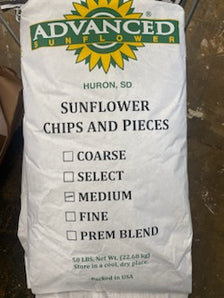 ADVANCED®
SUNFLOWER
HURON, SD
SUNFLOWER
CHIPS AND PIECES
COARSE
SELECT
MEDIUM
FINE
PREM BLEND
50 LBS. Net Wt. (22.68 kg)
Store in a cool, dry place.
Packed in USA